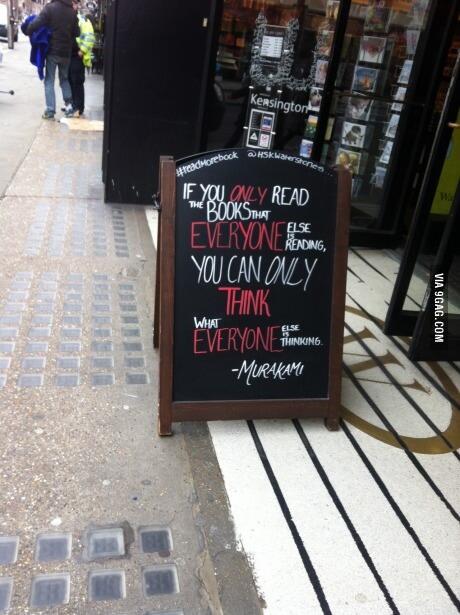 Kensington
#readMorebook @HSKWaterstones
IF YOU ONLY READ
THE BOOKS THAT
EVERYONE ELSE IS READING,
YOU CAN ONLY
THINK
WHAT
EVERYONE ELSE IS THINKING.
-MURAKAMI
VIA 9GAG.COM